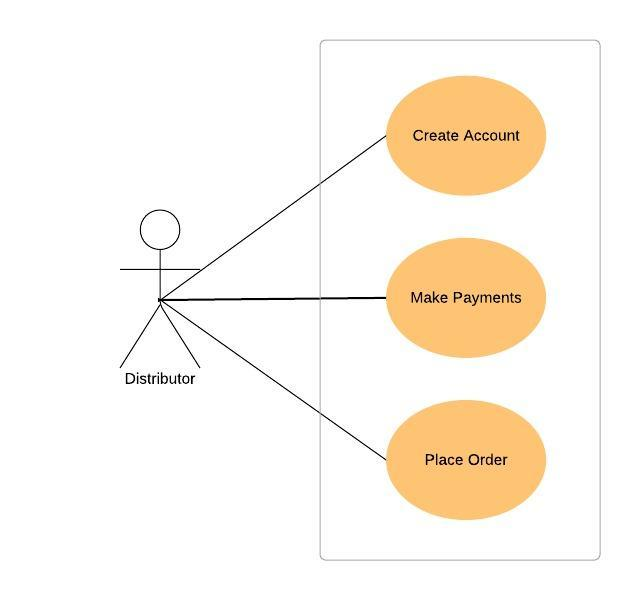 Create Account
Make Payments
Distributor
Place Order